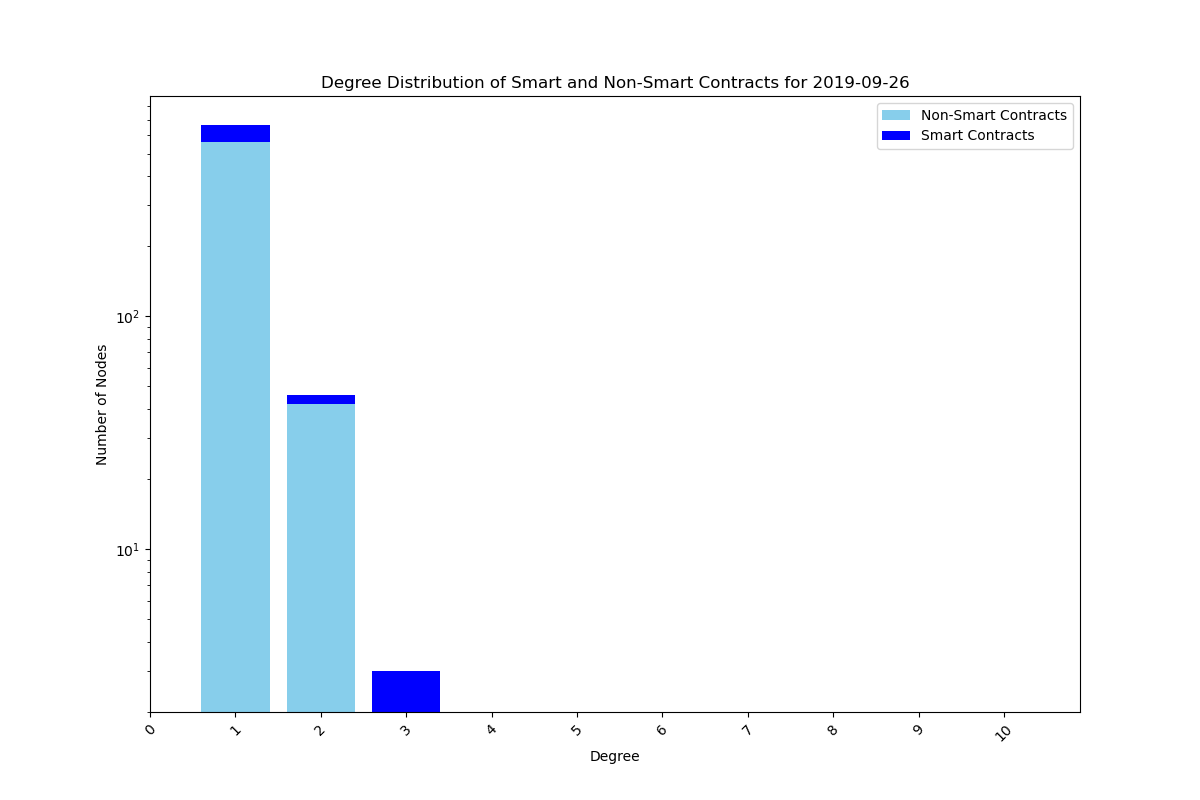 Degree Distribution of Smart and Non-Smart Contracts for 2019-09-26
Non-Smart Contracts
Smart Contracts
Number of Nodes
10²
10¹
0 1 2 3 4 5 6 7 8 9 10
Degree